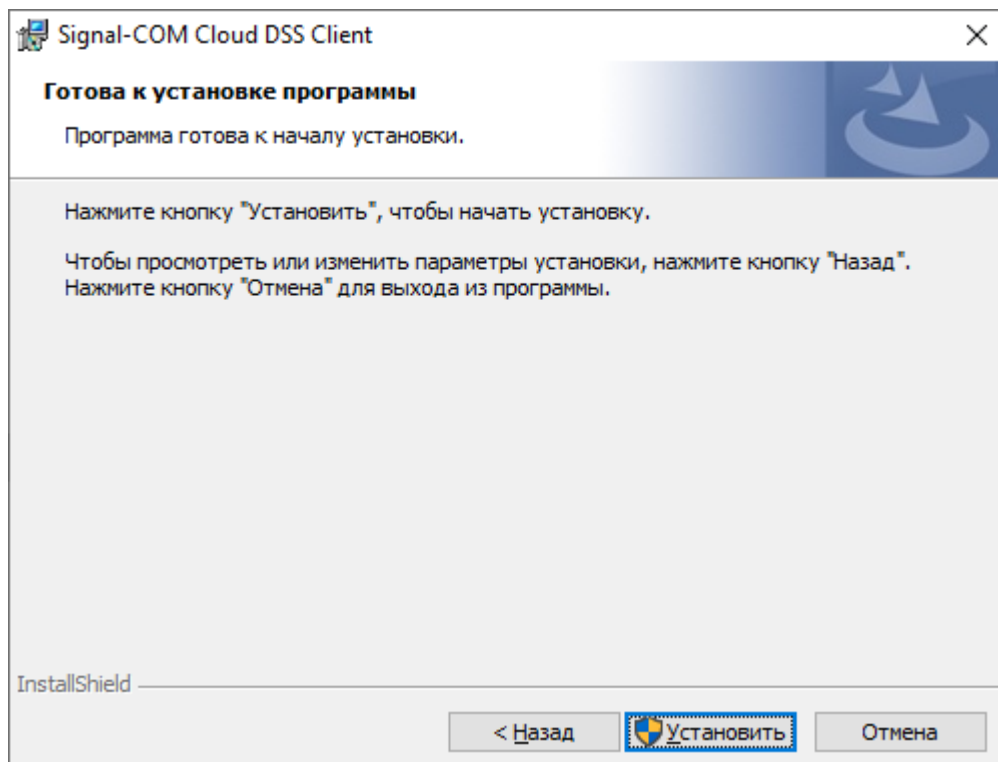 Signal-COM Cloud DSS Client
Готова к установке программы
Программа готова к началу установки.
Нажмите кнопку "Установить", чтобы начать установку.
Чтобы просмотреть или изменить параметры установки, нажмите кнопку "Назад".
Нажмите кнопку "Отмена" для выхода из программы.
InstallShield
< Назад Установить Отмена